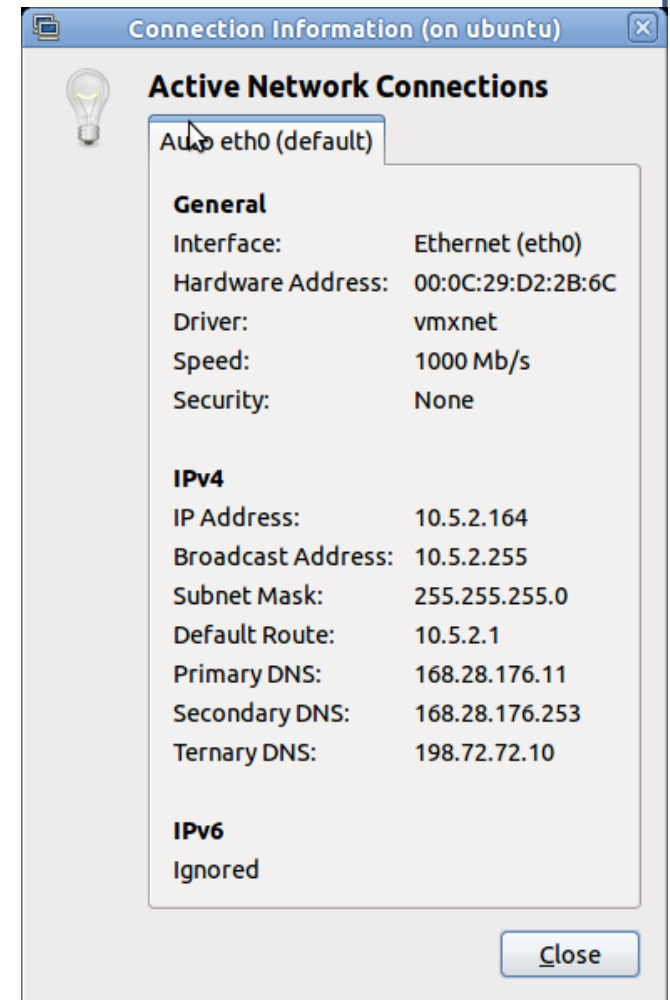 Connection Information (on ubuntu)
Active Network Connections
Auto eth0 (default)
General
Interface: Ethernet (eth0)
Hardware Address: 00:0C:29:D2:2B:6C
Driver: vmxnet
Speed: 1000 Mb/s
Security: None
IPv4
IP Address: 10.5.2.164
Broadcast Address: 10.5.2.255
Subnet Mask: 255.255.255.0
Default Route: 10.5.2.1
Primary DNS: 168.28.176.11
Secondary DNS: 168.28.176.253
Ternary DNS: 198.72.72.10
IPv6
Ignored
Close